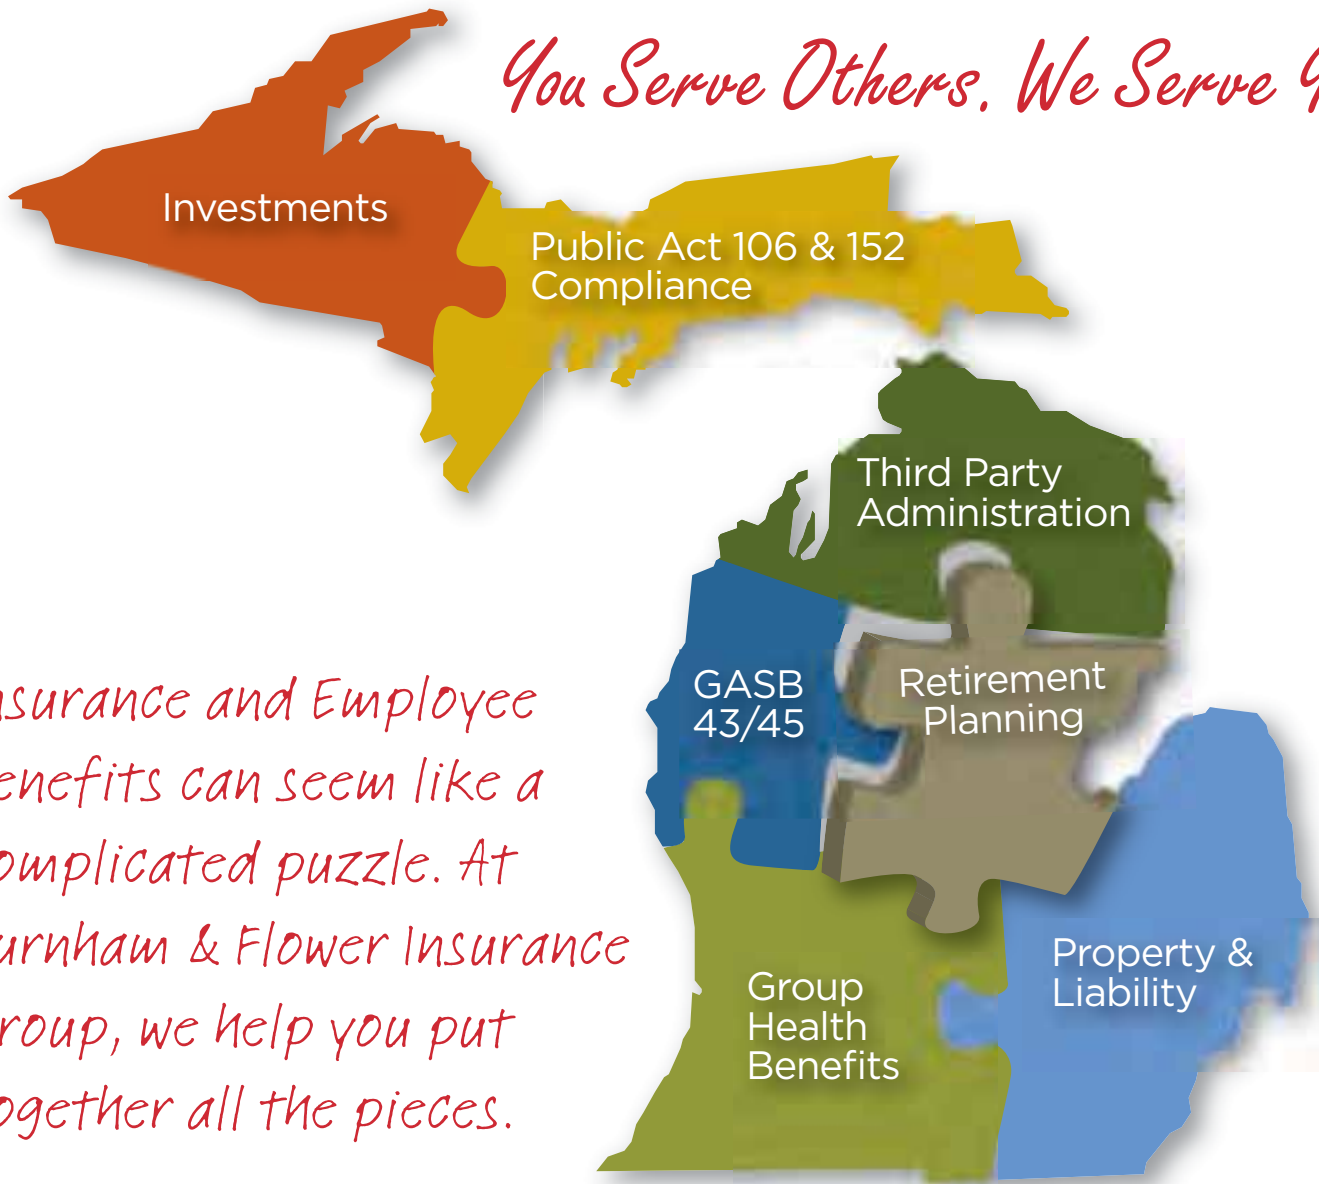 You Serve Others. We Serve Y
Investments
Public Act 106 & 152
Compliance
Third Party
Administration
GASB
43/45
Retirement
Planning
nsurance and Employee
enefits can seem like a
omplicated puzzle. At
urnham & Flower Insurance
roup, we help you put
ogether all the pieces.
Group
Health
Benefits
Property &
Liability